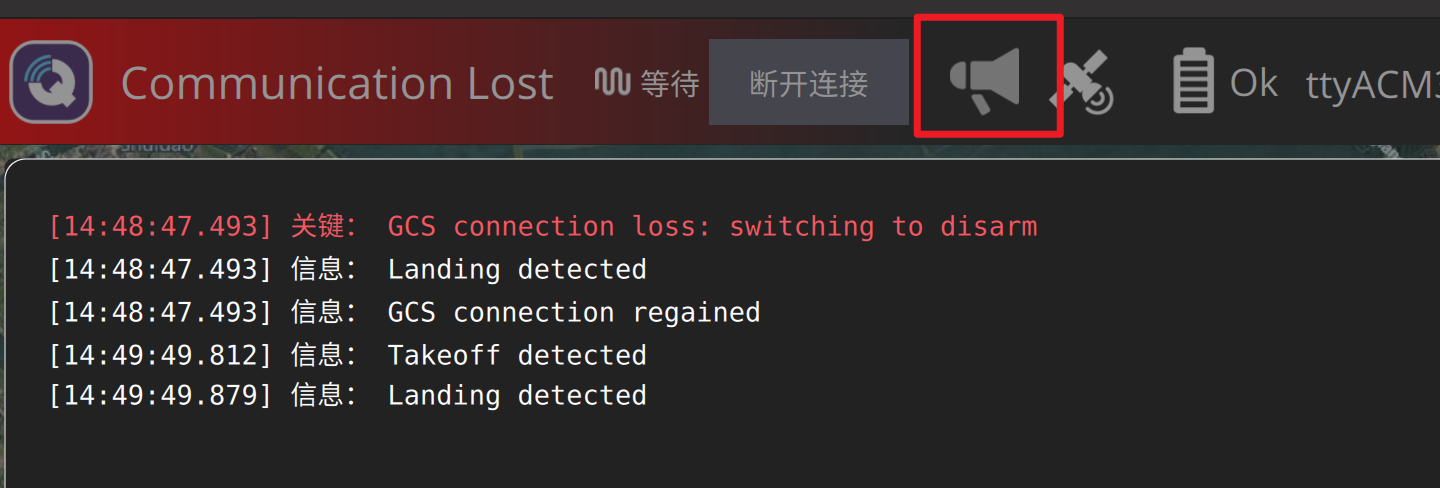 Communication Lost 等待 断开连接 Ok ttyACM3
Shuidao
[14:48:47.493] 关键: GCS connection loss: switching to disarm
[14:48:47.493] 信息: Landing detected
[14:48:47.493] 信息: GCS connection regained
[14:49:49.812] 信息: Takeoff detected
[14:49:49.879] 信息: Landing detected